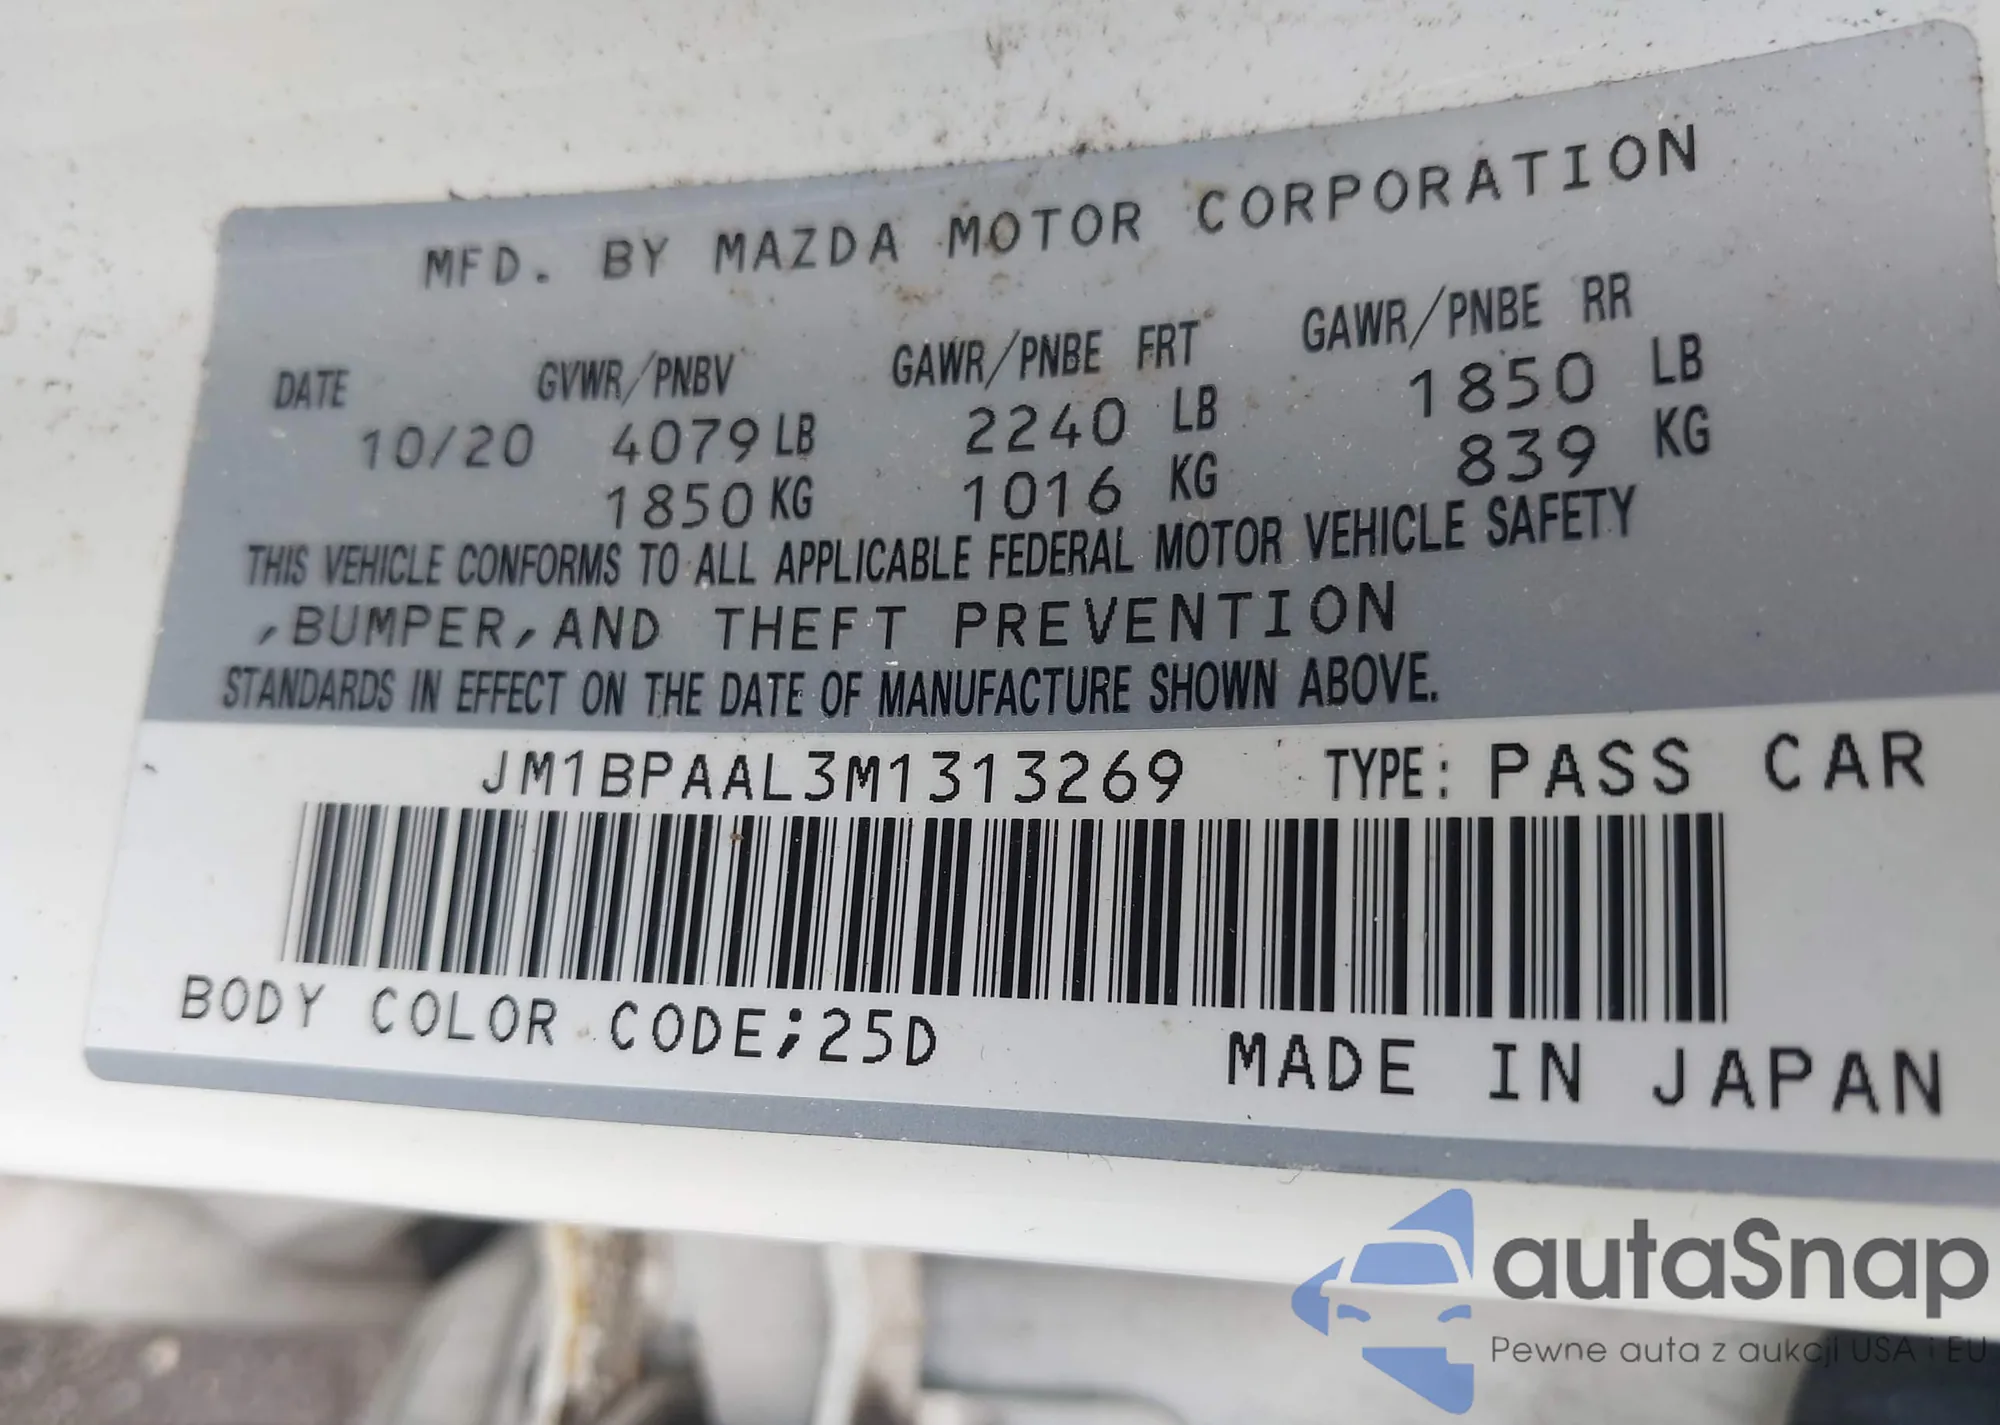 MFD. BY MAZDA MOTOR CORPORATION
DATE GVWR/PNBV GAWR/PNBE FRT GAWR/PNBE RR
10/20 4079 LB 2240 LB 1850 LB
1850 KG 1016 KG 839 KG
THIS VEHICLE CONFORMS TO ALL APPLICABLE FEDERAL MOTOR VEHICLE SAFETY
,BUMPER,AND THEFT PREVENTION
STANDARDS IN EFFECT ON THE DATE OF MANUFACTURE SHOWN ABOVE.
JM1BPAAL3M1313269 TYPE: PASS CAR
BODY COLOR CODE;25D
MADE IN JAPAN
autaSnap
Pewne auta z aukcji USA i EU